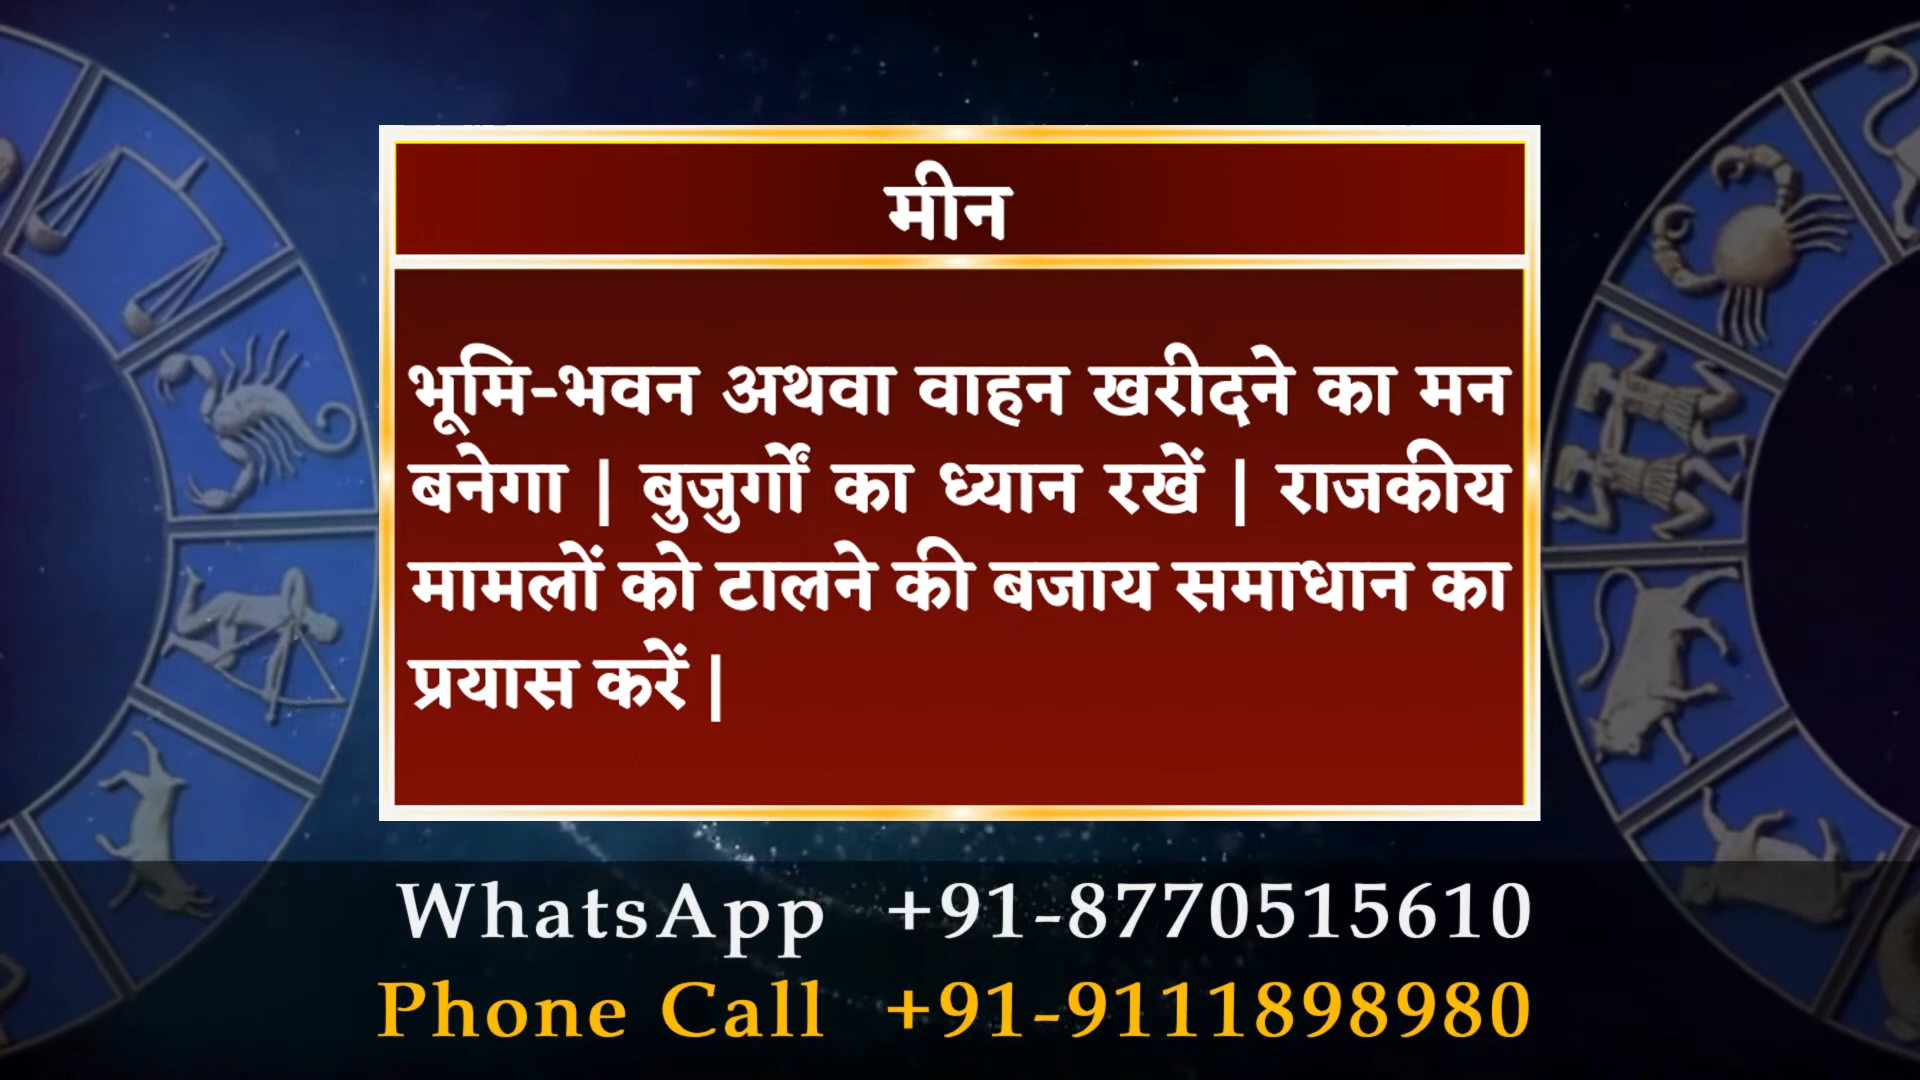 मीन
भूमि-भवन अथवा वाहन खरीदने का मन
बनेगा | बुजुर्गों का ध्यान रखें | राजकीय
मामलों को टालने की बजाय समाधान का
प्रयास करें |
WhatsApp +91-8770515610
Phone Call +91-9111898980